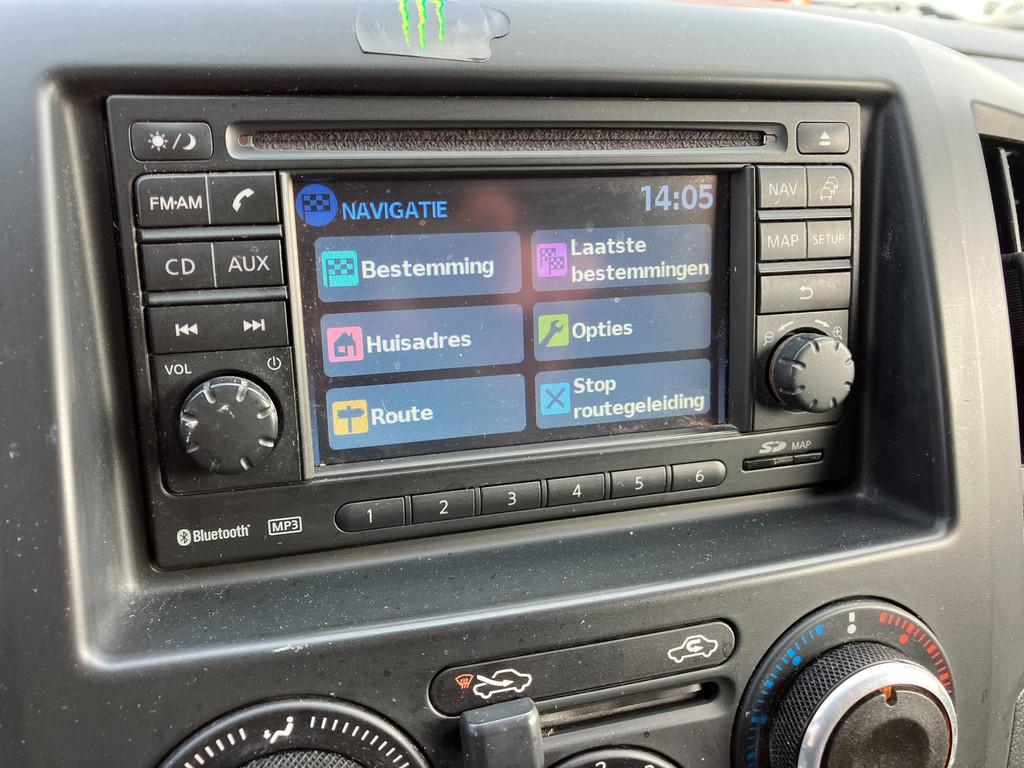 NAVIGATIE
14:05
Bestemming
Laatste
bestemmingen
Huisadres
Opties
Route
Stop
routegeleiding
FM·AM
CD
AUX
VOL
NAV
MAP
SETUP
SD MAP
1 2 3 4 5 6
Bluetooth
MP3